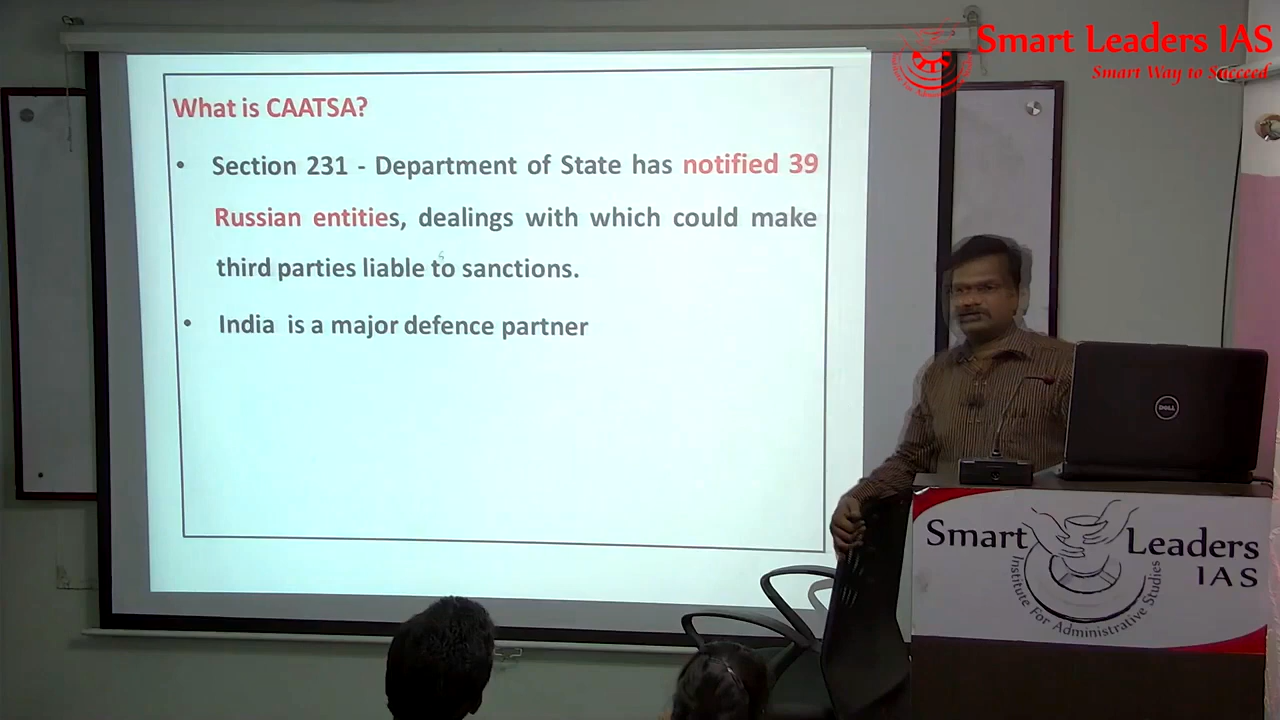 Smart Leaders IAS
Smart Way to Succeed
What is CAATSA?
• Section 231 - Department of State has notified 39
Russian entities, dealings with which could make
third parties liable to sanctions.
• India is a major defence partner
DELL
Smart Leaders
IAS
Institute For Administrative Studies